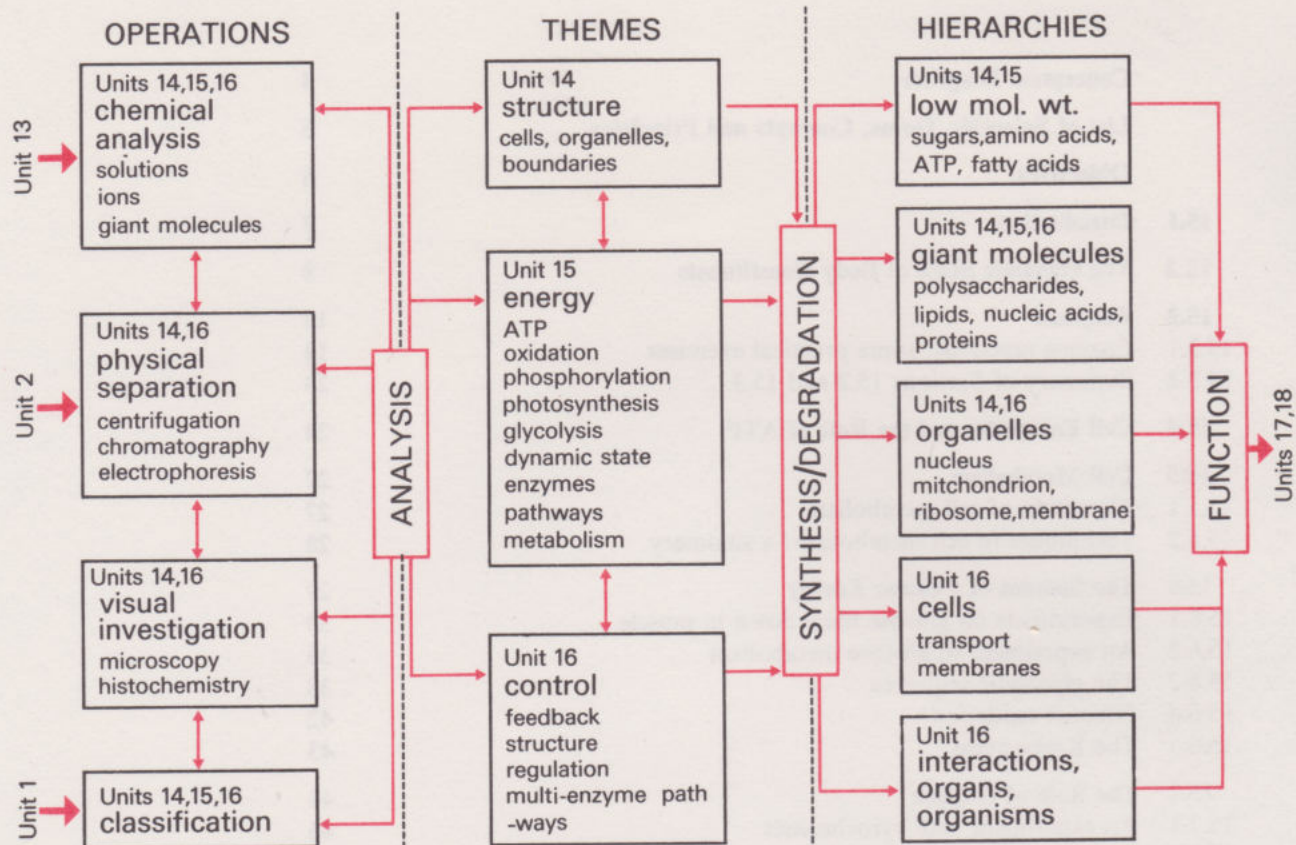 OPERATIONS
Units 14,15,16
chemical
analysis
solutions
ions
giant molecules
Units 14,16
physical
separation
centrifugation
chromatography
electrophoresis
Units 14,16
visual
investigation
microscopy
histochemistry
Units 14,15,16
classification
Unit 13
Unit 2
Unit 1
ANALYSIS
THEMES
Unit 14
structure
cells, organelles,
boundaries
Unit 15
energy
ATP
oxidation
phosphorylation
photosynthesis
glycolysis
dynamic state
enzymes
pathways
metabolism
Unit 16
control
feedback
structure
regulation
multi-enzyme path
-ways
SYNTHESIS/DEGRADATION
HIERARCHIES
Units 14,15
low mol. wt.
sugars,amino acids,
ATP, fatty acids
Units 14,15,16
giant molecules
polysaccharides,
lipids, nucleic acids,
proteins
Units 14,16
organelles
nucleus
mitchondrion,
ribosome,membrane
Unit 16
cells
transport
membranes
Unit 16
interactions,
organs,
organisms
FUNCTION
Units 17,18